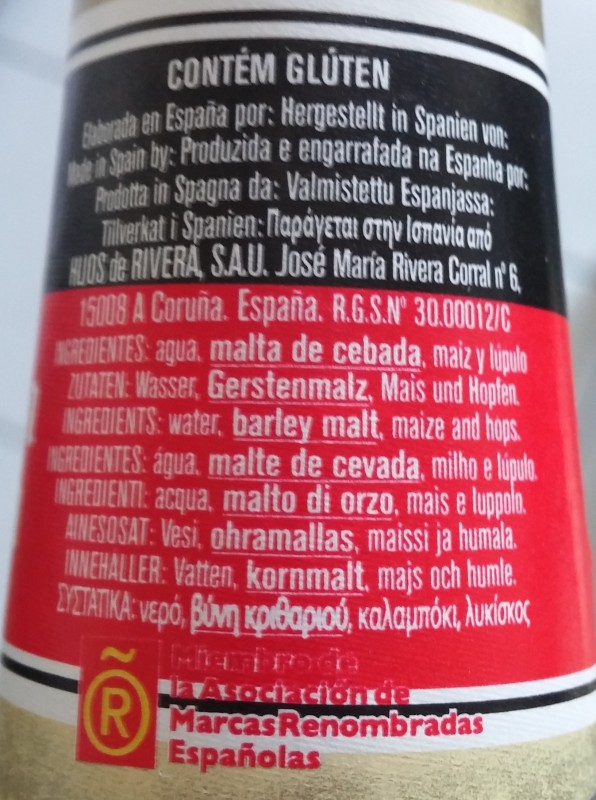 CONTÉM GLÚTEN
Elaborada en España por: Hergestellt in Spanien von:
Made in Spain by: Produzida e engarrafada na Espanha por:
Prodotta in Spagna da: Valmistettu Espanjassa:
Tilverkat i Spanien: Παράγεται στην Ισπανία από
HIJOS de RIVERA, S.A.U. José María Rivera Corral nº 6,
15008 A Coruña. España. R.G.S.Nº 30.00012/C
INGREDIENTES: agua, malta de cebada, maiz y lúpulo
ZUTATEN: Wasser, Gerstenmalz, Mais und Hopfen.
INGREDIENTS: water, barley malt, maize and hops.
INGREDIENTES: água, malte de cevada, milho e lúpulo.
INGREDIENTI: acqua, malto di orzo, mais e luppolo.
AINESOSAT: Vesi, ohramallas, maissi ja humala.
INNEHALLER: Vatten, kornmalt, majs och humle.
ΣΥΣΤΑΤΙΚΑ: νερό, βύνη κριθαριού, καλαμπόκι, λυκίσκος
R̃
Miembro de
la Asociación de
Marcas Renombradas
Españolas